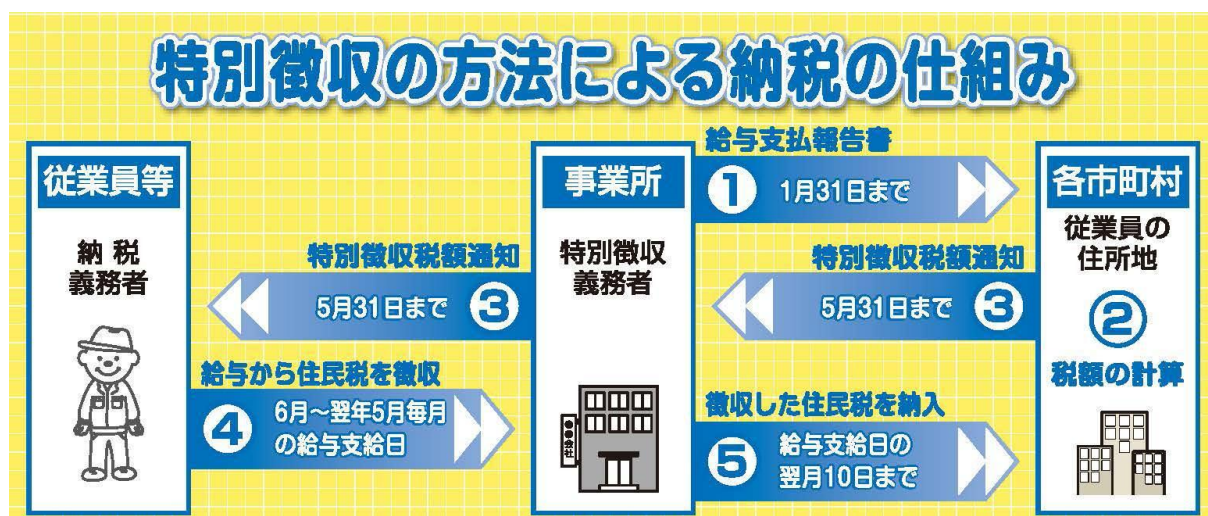 特別徴収の方法による納税の仕組み
従業員等
納税
義務者
事業所
特別徴収
義務者
●●会社
各市町村
従業員の
住所地
②
税額の計算
給与支払報告書
① 1月31日まで
特別徴収税額通知
5月31日まで ③
特別徴収税額通知
5月31日まで ③
給与から住民税を徴収
④ 6月～翌年5月毎月
の給与支給日
徴収した住民税を納入
⑤ 給与支給日の
翌月10日まで